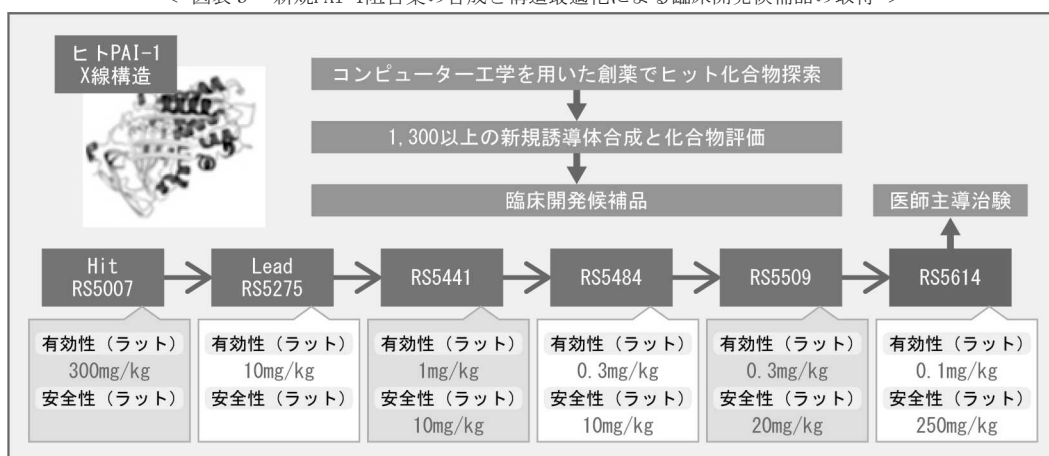 ヒトPAI-1
X線構造
コンピューター工学を用いた創薬でヒット化合物探索
1,300以上の新規誘導体合成と化合物評価
臨床開発候補品
医師主導治験
Hit
RS5007
Lead
RS5275
RS5441
RS5484
RS5509
RS5614
有効性（ラット）
300mg/kg
安全性（ラット）
有効性（ラット）
10mg/kg
安全性（ラット）
有効性（ラット）
1mg/kg
安全性（ラット）
10mg/kg
有効性（ラット）
0.3mg/kg
安全性（ラット）
10mg/kg
有効性（ラット）
0.3mg/kg
安全性（ラット）
20mg/kg
有効性（ラット）
0.1mg/kg
安全性（ラット）
250mg/kg